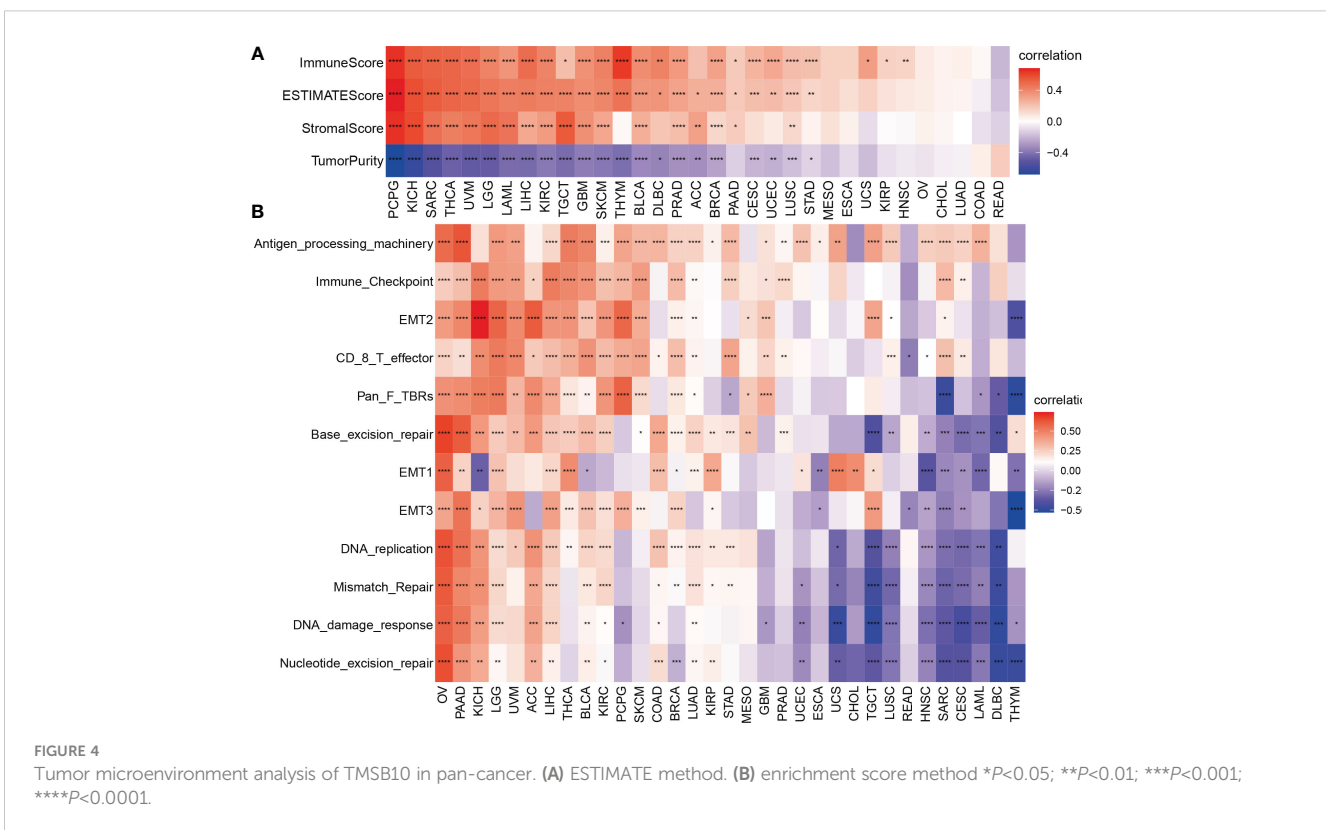 A
ImmuneScore
ESTIMATEScore
StromalScore
TumorPurity
correlation
0.4
0.0
−0.4
PCPG KICH SARC THCA UVM LGG LAML LIHC KIRC TGCT GBM SKCM THYM BLCA DLBC PRAD ACC BRCA PAAD CESC UCEC LUSC STAD MESO ESCA UCS KIRP HNSC OV CHOL LUAD COAD READ
B
Antigen_processing_machinery
Immune_Checkpoint
EMT2
CD_8_T_effector
Pan_F_TBRs
Base_excision_repair
EMT1
EMT3
DNA_replication
Mismatch_Repair
DNA_damage_response
Nucleotide_excision_repair
correlati
0.50
0.25
0.00
−0.25
−0.5
OV PAAD KICH LGG UVM ACC LIHC THCA BLCA KIRC PCPG SKCM COAD BRCA LUAD KIRP STAD MESO GBM PRAD UCEC ESCA UCS CHOL TGCT LUSC READ HNSC SARC CESC LAML DLBC THYM
FIGURE 4
Tumor microenvironment analysis of TMSB10 in pan-cancer. (A) ESTIMATE method. (B) enrichment score method *P<0.05; **P<0.01; ***P<0.001;
****P<0.0001.